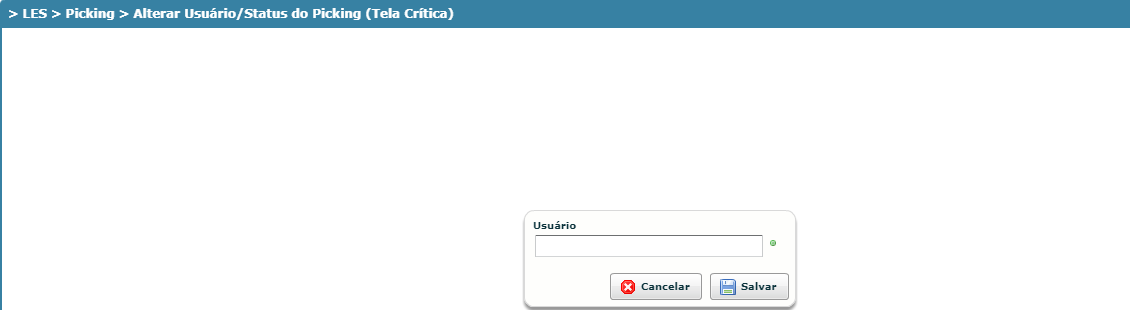 > LES > Picking > Alterar Usuário/Status do Picking (Tela Crítica)
Usuário
Cancelar Salvar